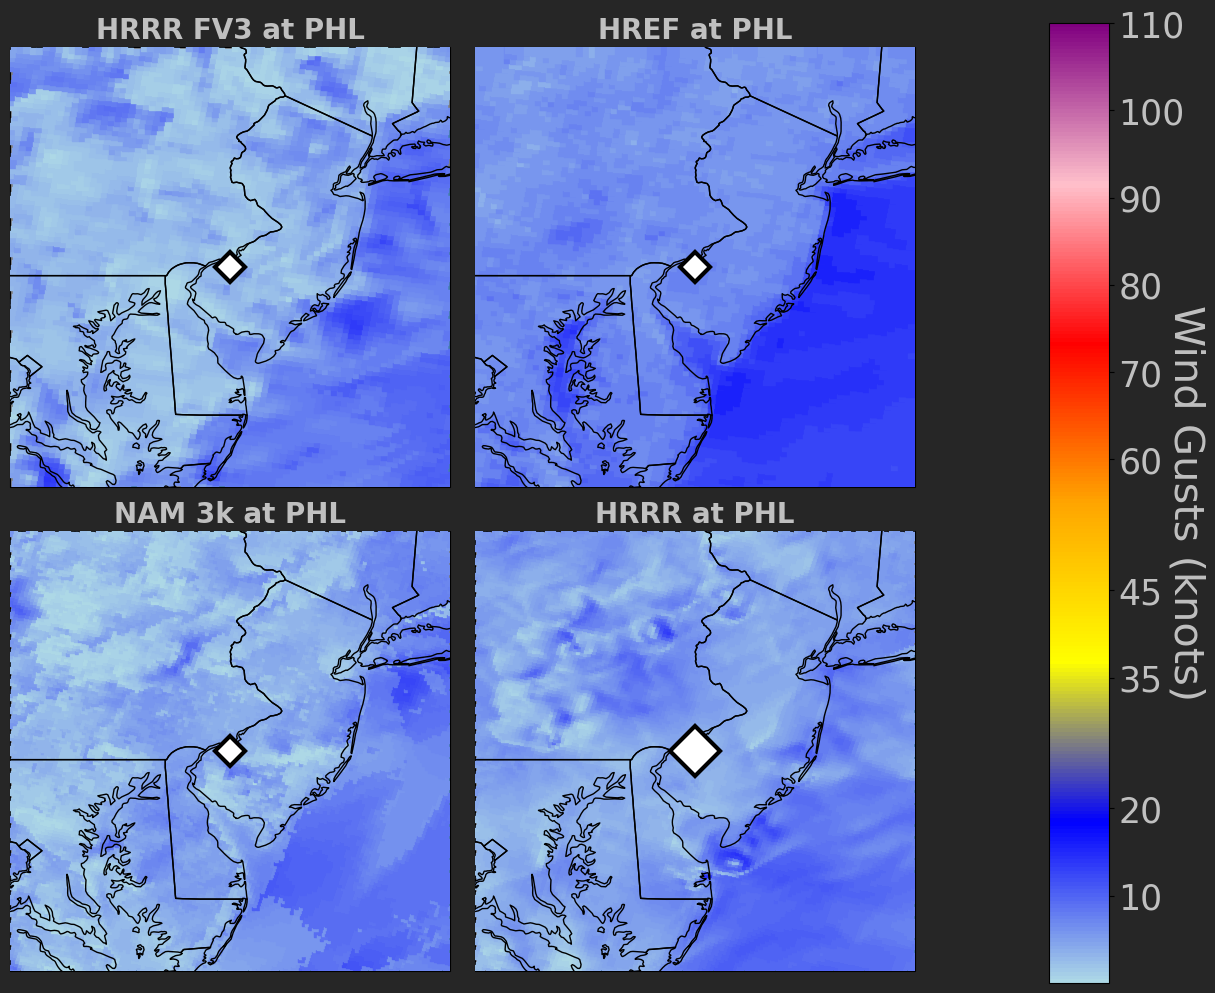 HRRR FV3 at PHL
HREF at PHL
NAM 3k at PHL
HRRR at PHL
110
100
90
80
70
60
45
35
20
10
Wind Gusts (knots)